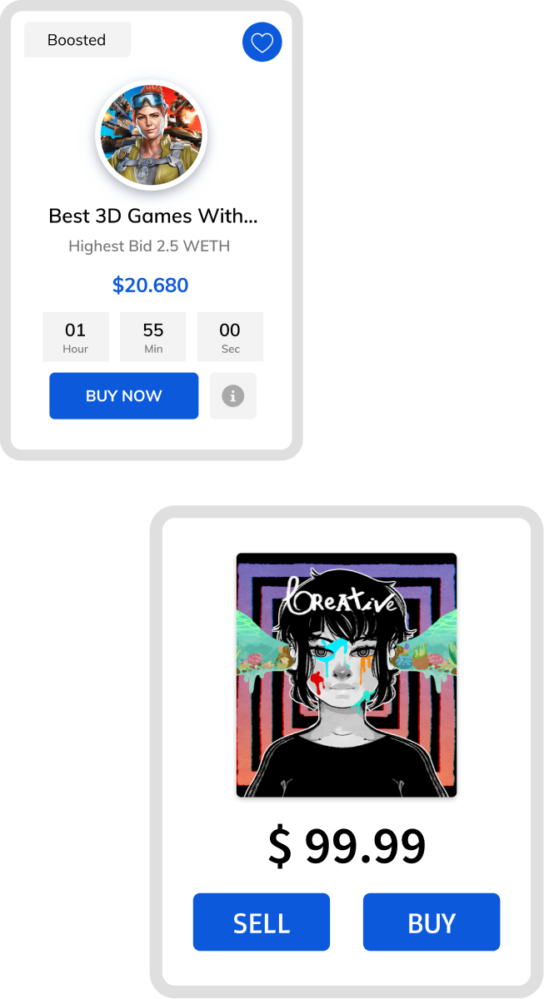 Boosted
Best 3D Games With...
Highest Bid 2.5 WETH
$20.680
01 55 00
Hour Min Sec
BUY NOW
CREATIVE
$ 99.99
SELL BUY